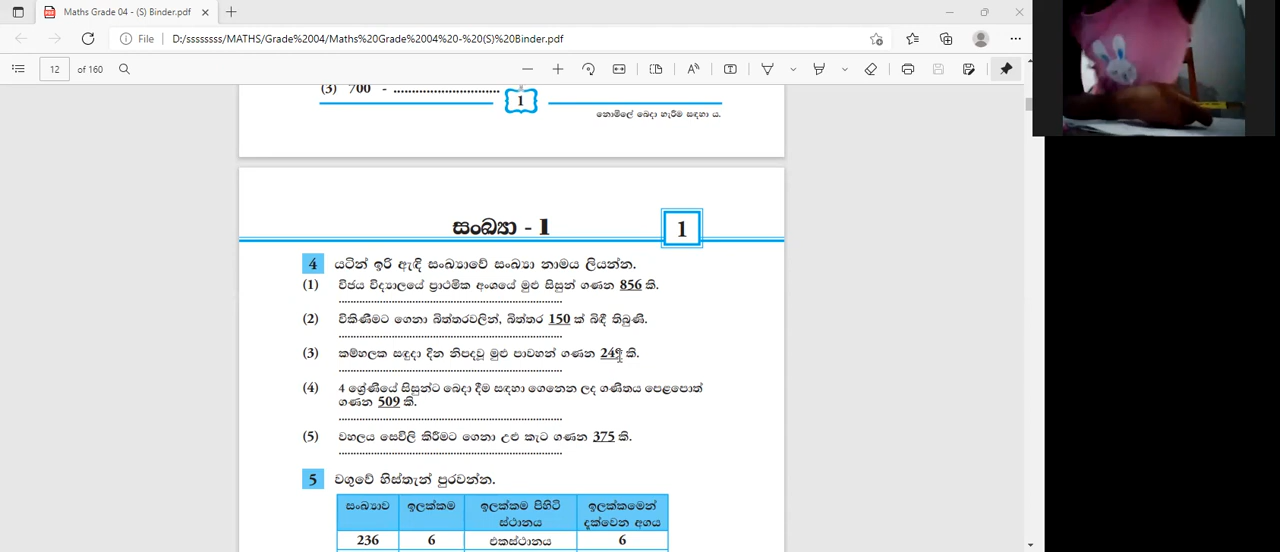 Maths Grade 04 - (S) Binder.pdf
File D:/ssssssss/MATHS/Grade%2004/Maths%20Grade%2004%20-%20(S)%20Binder.pdf
12 of 160
(3) 700 - ..............................
1
නොමිලේ බෙදා හැරීම සඳහා ය.
සංඛ්‍යා - 1
1
4 යටින් ඉරි ඇඳි සංඛ්‍යාවේ සංඛ්‍යා නාමය ලියන්න.
(1) විජය විද්‍යාලයේ ප්‍රාථමික අංශයේ මුළු සිසුන් ගණන 856 කි.
(2) විකිණීමට ගෙනා බිත්තරවලින්, බිත්තර 150 ක් බිඳී තිබුණි.
(3) කම්හලක සඳුදා දින නිපදවූ මුළු පාවහන් ගණන 249 කි.
(4) 4 ශ්‍රේණියේ සිසුන්ට බෙදා දීම සඳහා ගෙනෙන ලද ගණිතය පෙළපොත්
ගණන 509 කි.
(5) වහලය සෙවිලි කිරීමට ගෙනා උළු කැට ගණන 375 කි.
5 වගුවේ හිස්තැන් පුරවන්න.
සංඛ්‍යාව ඉලක්කම ඉලක්කම පිහිටි ස්ථානය ඉලක්කමෙන් දැක්වෙන අගය
236 6 එකස්ථානය 6